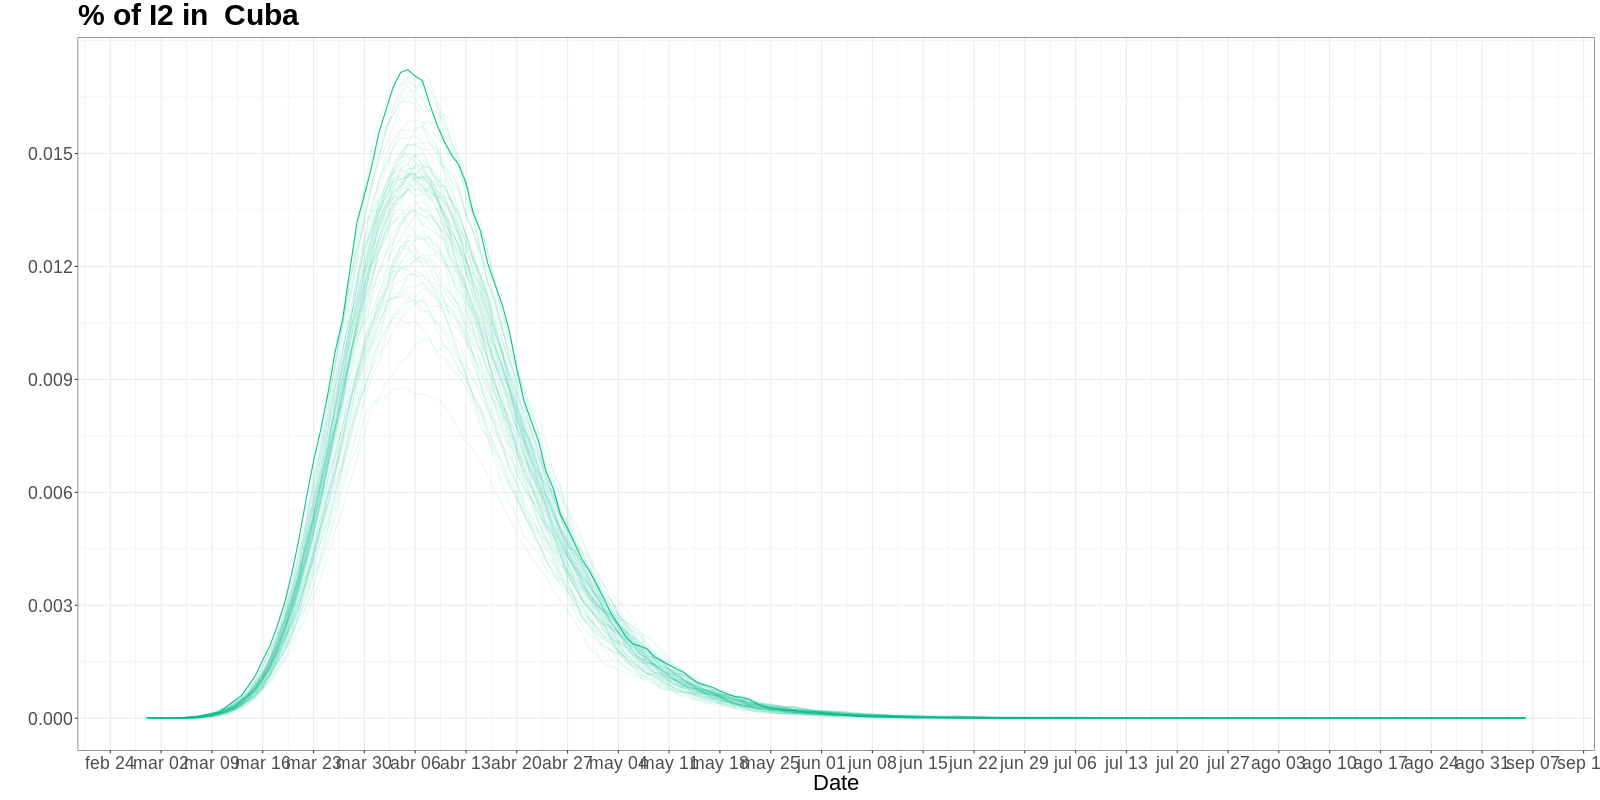 % of I2 in  Cuba
0.015
0.012
0.009
0.006
0.003
0.000
feb 24 mar 02 mar 09 mar 16 mar 23 mar 30 abr 06 abr 13 abr 20 abr 27 may 04 may 11 may 18 may 25 jun 01 jun 08 jun 15 jun 22 jun 29 jul 06 jul 13 jul 20 jul 27 ago 03 ago 10 ago 17 ago 24 ago 31 sep 07 sep 1
Date